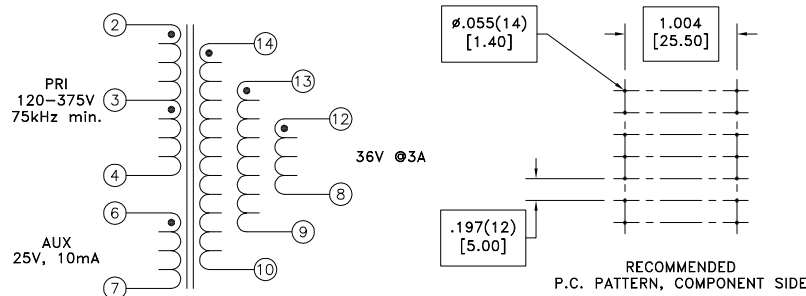 2
3
4
PRI
120-375V
75kHz min.
6
7
AUX
25V, 10mA
14
13
12
8
9
10
36V @3A
ø.055(14)
[1.40]
1.004
[25.50]
.197(12)
[5.00]
RECOMMENDED
P.C. PATTERN, COMPONENT SIDE